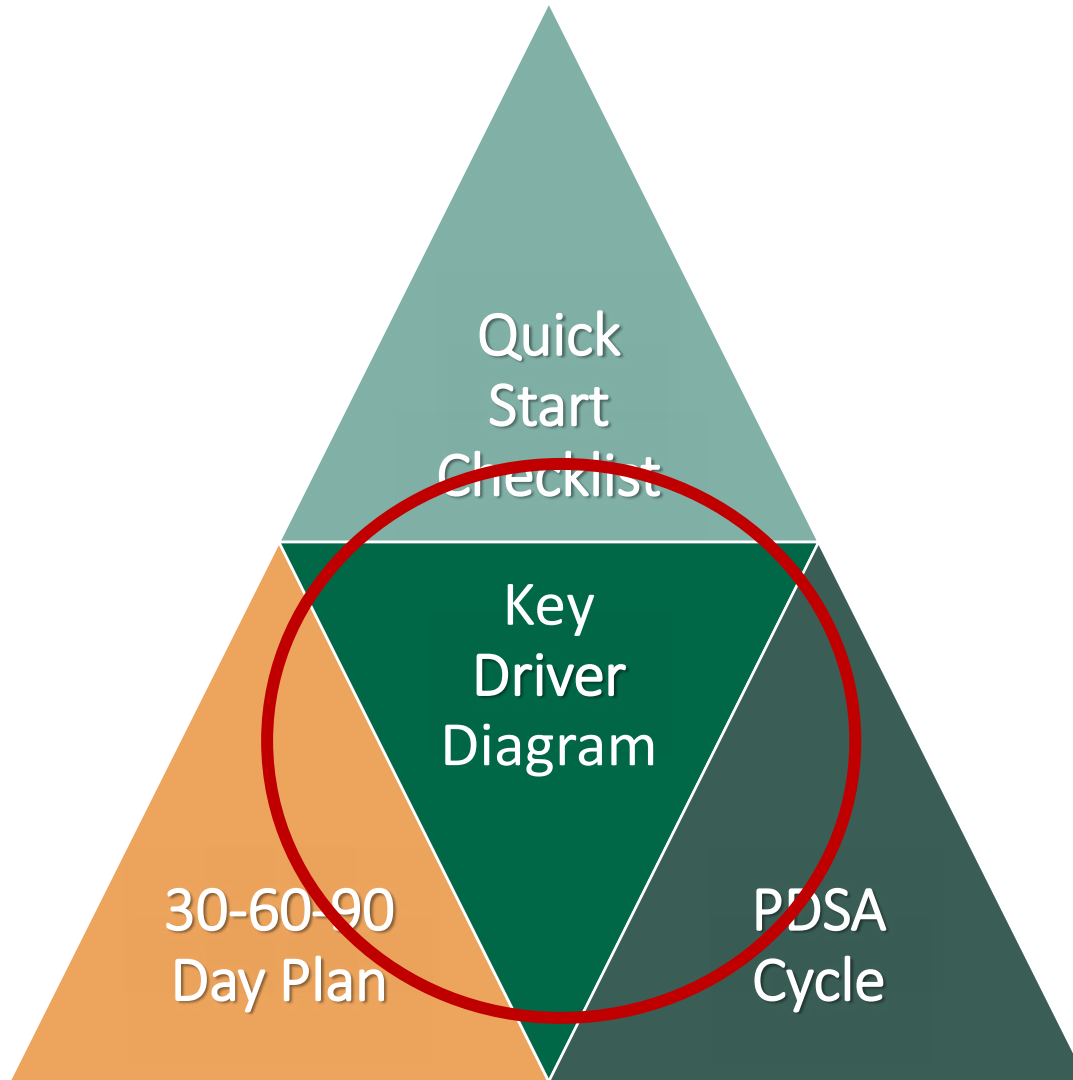 Quick
Start
Checklist
Key
Driver
Diagram
30-60-90
Day Plan
PDSA
Cycle